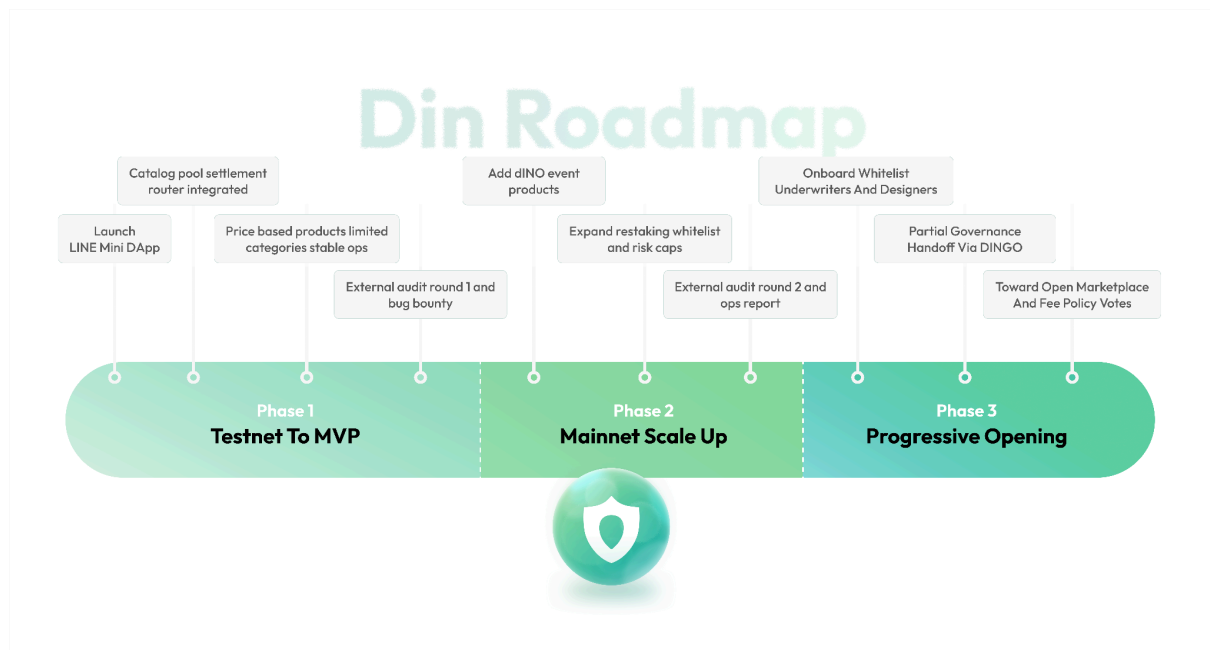 Din Roadmap
Catalog pool settlement
router integrated
Add dINO event
products
Onboard Whitelist
Underwriters And Designers
Launch
LINE Mini DApp
Price based products limited
categories stable ops
Expand restaking whitelist
and risk caps
Partial Governance
Handoff Via DINGO
External audit round 1 and
bug bounty
External audit round 2 and
ops report
Toward Open Marketplace
And Fee Policy Votes
Phase 1
Testnet To MVP
Phase 2
Mainnet Scale Up
Phase 3
Progressive Opening